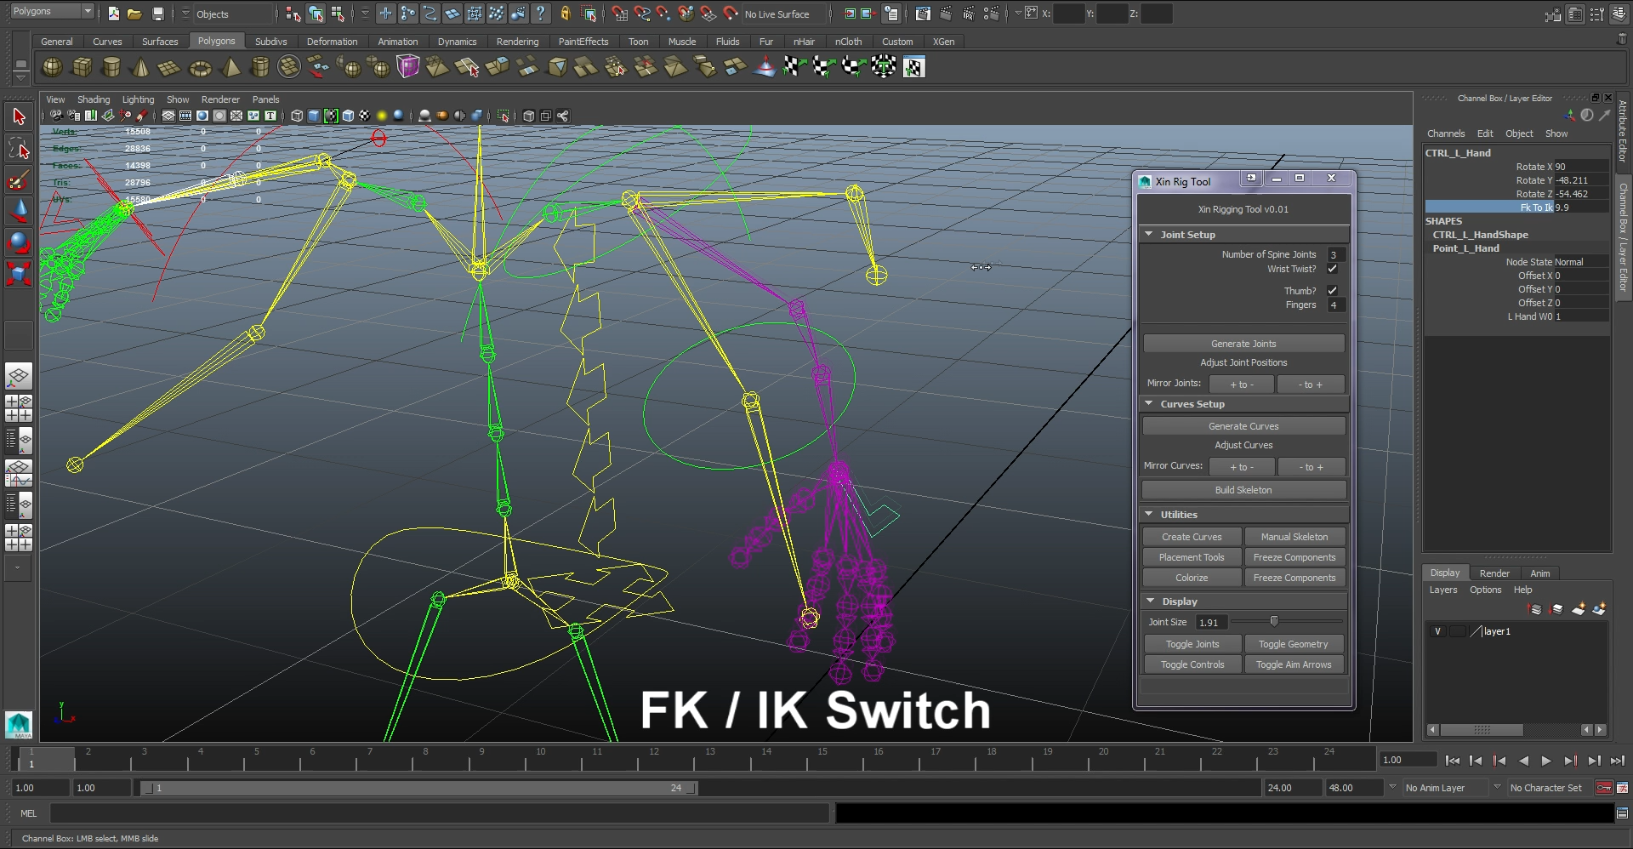 Polygons
Objects
No Live Surface
X:
Y:
Z:
General Curves Surfaces Polygons Subdivs Deformation Animation Dynamics Rendering PaintEffects Toon Muscle Fluids Fur nHair nCloth Custom XGen
View Shading Lighting Show Renderer Panels
Verts: 15508 0 0
Edges: 28836 0 0
Faces: 14398 0 0
Tris: 28796 0 0
UVs: 15580 0 0
FK / IK Switch
Xin Rig Tool
Xin Rigging Tool v0.01
Joint Setup
Number of Spine Joints 3
Wrist Twist?
Thumb?
Fingers 4
Generate Joints
Adjust Joint Positions
Mirror Joints: + to - - to +
Curves Setup
Generate Curves
Adjust Curves
Mirror Curves: + to - - to +
Build Skeleton
Utilities
Create Curves Manual Skeleton
Placement Tools Freeze Components
Colorize Freeze Components
Display
Joint Size 1.91
Toggle Joints Toggle Geometry
Toggle Controls Toggle Aim Arrows
Channel Box / Layer Editor
Channels Edit Object Show
CTRL_L_Hand
Rotate X 90
Rotate Y -48.211
Rotate Z -54.462
Fk To Ik 9.9
SHAPES
CTRL_L_HandShape
Point_L_Hand
Node State Normal
Offset X 0
Offset Y 0
Offset Z 0
L Hand W0 1
Attribute Editor
Channel Box / Layer Editor
Display Render Anim
Layers Options Help
V layer1
y
x
MAYA
1 2 3 4 5 6 7 8 9 10 11 12 13 14 15 16 17 18 19 20 21 22 23 24
1
1.00
1.00 1.00 1 24 24.00 48.00 No Anim Layer No Character Set
MEL
Channel Box: LMB select, MMB slide